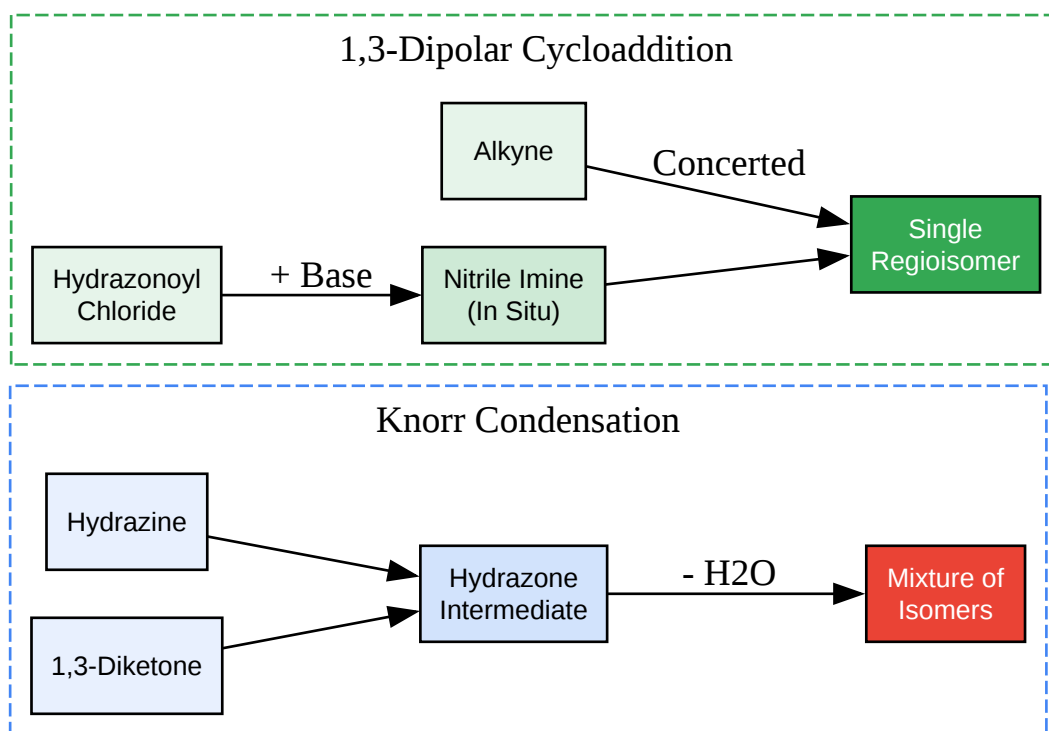 1,3-Dipolar Cycloaddition
Alkyne
Concerted
Single
Regioisomer
Hydrazonoyl
Chloride
+ Base
Nitrile Imine
(In Situ)
Knorr Condensation
Hydrazine
1,3-Diketone
Hydrazone
Intermediate
- H2O
Mixture of
Isomers